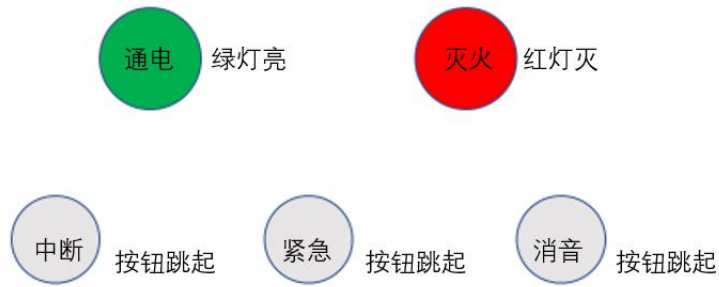 通电 绿灯亮
灭火 红灯灭
中断 按钮跳起
紧急 按钮跳起
消音 按钮跳起